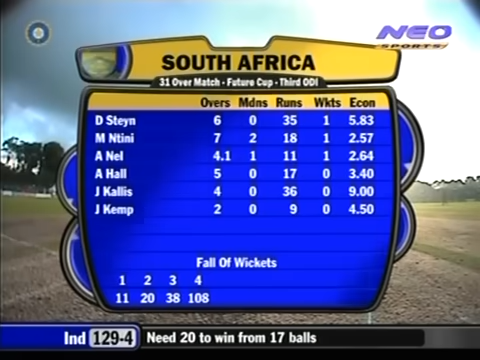 NEO
SPORTS
SOUTH AFRICA
31 Over Match - Future Cup - Third ODI
Overs Mdns Runs Wkts Econ
D Steyn 6 0 35 1 5.83
M Ntini 7 2 18 1 2.57
A Nel 4.1 1 11 1 2.64
A Hall 5 0 17 0 3.40
J Kallis 4 0 36 0 9.00
J Kemp 2 0 9 0 4.50
Fall Of Wickets
1 2 3 4
11 20 38 108
Ind 129-4 Need 20 to win from 17 balls